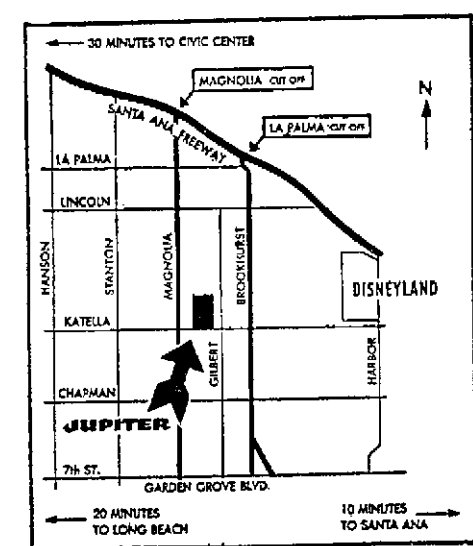 30 MINUTES TO CIVIC CENTER
MAGNOLIA CUT OFF
N
SANTA ANA FREEWAY
LA PALMA CUT OFF
LA PALMA
LINCOLN
HANSON
STANTON
MAGNOLIA
BROOKHURST
DISNEYLAND
KATELLA
GILBERT
HARBOR
CHAPMAN
JUPITER
7th ST.
GARDEN GROVE BLVD.
20 MINUTES
TO LONG BEACH
10 MINUTES
TO SANTA ANA